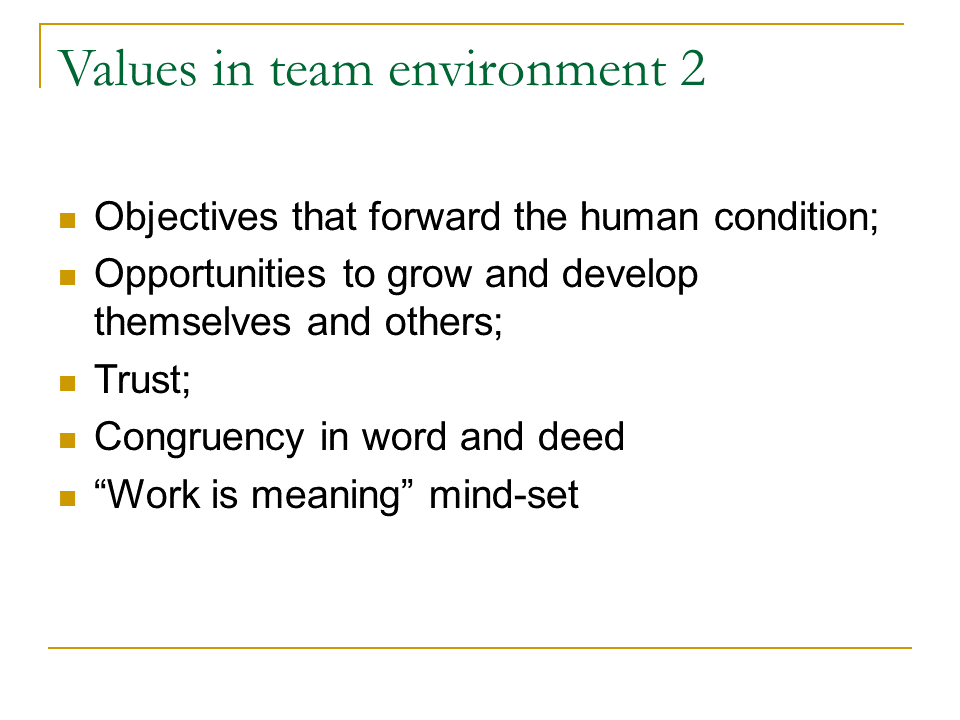 Values in team environment 2
Objectives that forward the human condition;
Opportunities to grow and develop
themselves and others;
Trust;
Congruency in word and deed
“Work is meaning” mind-set